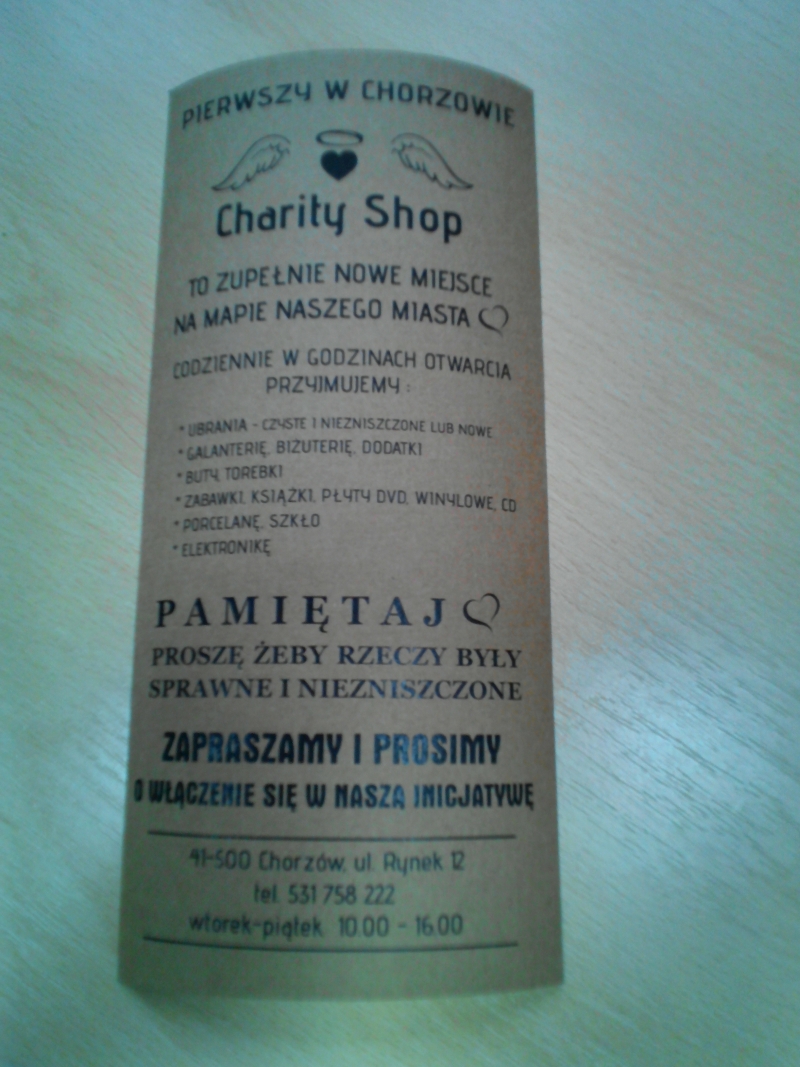 PIERWSZY W CHORZOWIE
Charity Shop
TO ZUPEŁNIE NOWE MIEJSCE
NA MAPIE NASZEGO MIASTA
CODZIENNIE W GODZINACH OTWARCIA
PRZYJMUJEMY :
* UBRANIA - CZYSTE I NIEZNISZCZONE LUB NOWE
* GALANTERIĘ, BIŻUTERIĘ, DODATKI
* BUTY, TOREBKI
* ZABAWKI, KSIĄŻKI, PŁYTY DVD, WINYLOWE, CD
* PORCELANĘ, SZKŁO
* ELEKTRONIKĘ
PAMIĘTAJ
PROSZĘ ŻEBY RZECZY BYŁY
SPRAWNE I NIEZNISZCZONE
ZAPRASZAMY I PROSIMY
O WŁĄCZENIE SIĘ W NASZĄ INICJATYWĘ
41-500 Chorzów, ul. Rynek 12
tel. 531 758 222
wtorek-piątek 10.00 - 16.00